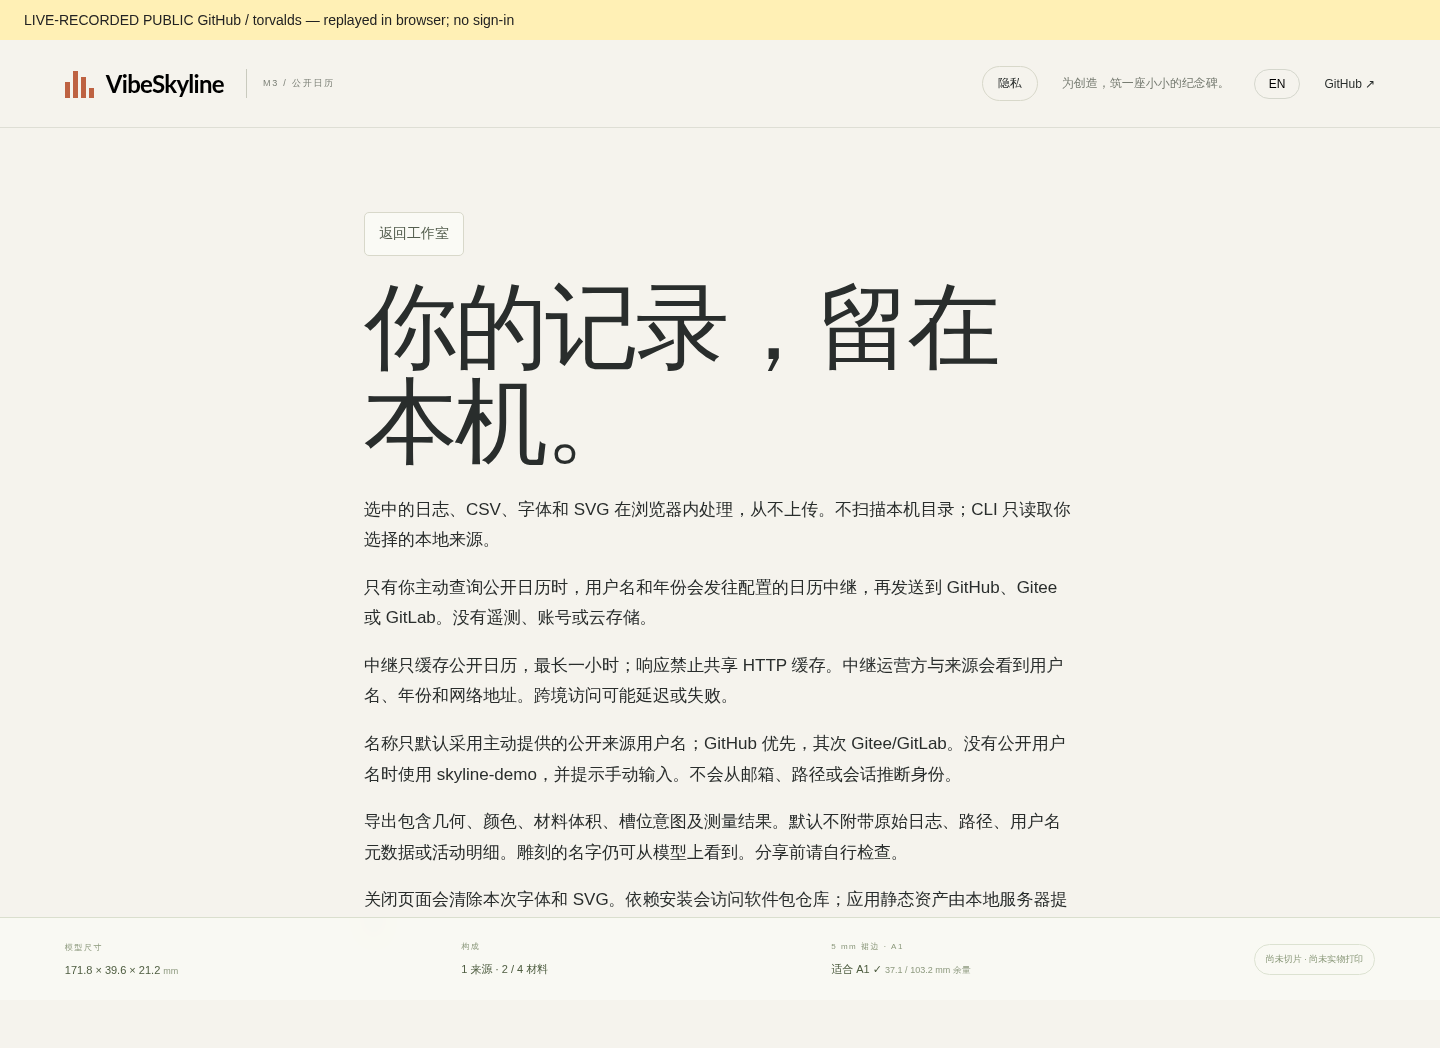 LIVE-RECORDED PUBLIC GitHub / torvalds — replayed in browser; no sign-in
VibeSkyline
M3 / 公开日历
隐私
为创造，筑一座小小的纪念碑。
EN
GitHub ↗
返回工作室
你的记录，留在
本机。
选中的日志、CSV、字体和 SVG 在浏览器内处理，从不上传。不扫描本机目录；CLI 只读取你
选择的本地来源。
只有你主动查询公开日历时，用户名和年份会发往配置的日历中继，再发送到 GitHub、Gitee
或 GitLab。没有遥测、账号或云存储。
中继只缓存公开日历，最长一小时；响应禁止共享 HTTP 缓存。中继运营方与来源会看到用户
名、年份和网络地址。跨境访问可能延迟或失败。
名称只默认采用主动提供的公开来源用户名；GitHub 优先，其次 Gitee/GitLab。没有公开用户
名时使用 skyline-demo，并提示手动输入。不会从邮箱、路径或会话推断身份。
导出包含几何、颜色、材料体积、槽位意图及测量结果。默认不附带原始日志、路径、用户名
元数据或活动明细。雕刻的名字仍可从模型上看到。分享前请自行检查。
关闭页面会清除本次字体和 SVG。依赖安装会访问软件包仓库；应用静态资产由本地服务器提
模型尺寸
171.8 × 39.6 × 21.2 mm
构成
1 来源 · 2 / 4 材料
5 mm 裙边 · A1
适合 A1 ✓ 37.1 / 103.2 mm 余量
尚未切片 · 尚未实物打印